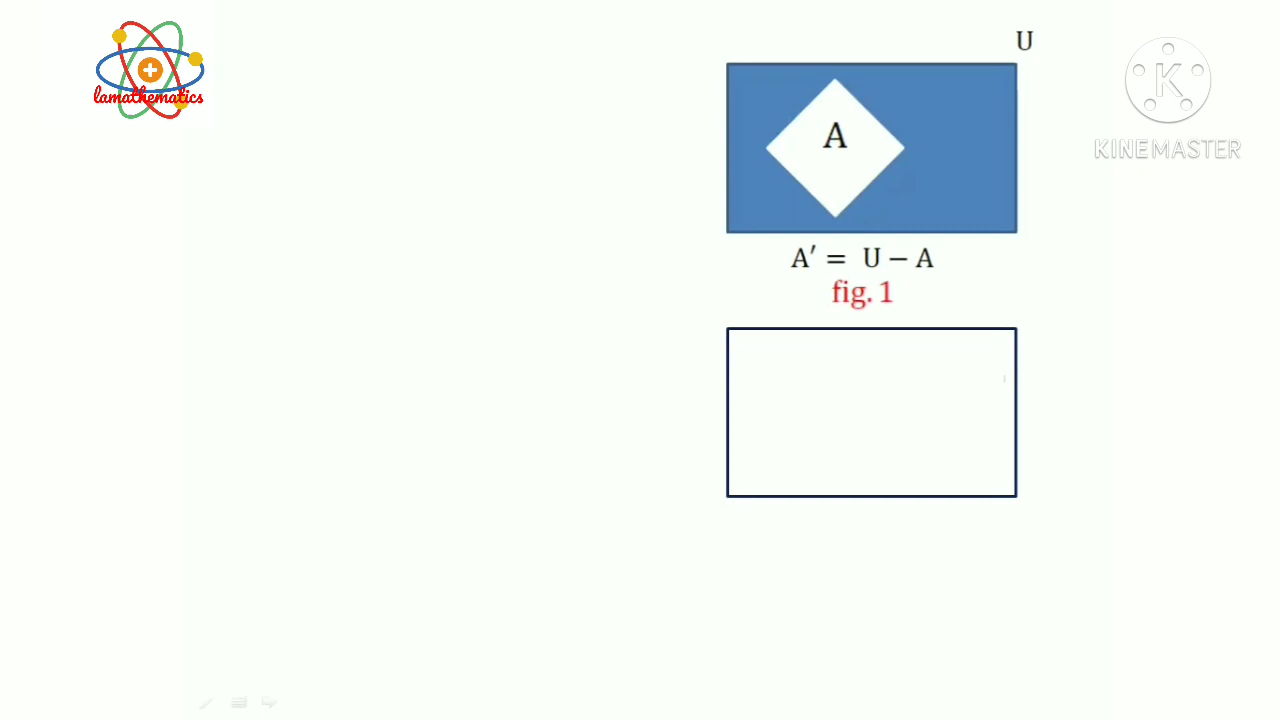 lamathematics
U
K
KINEMASTER
A
A′ = U − A
fig. 1